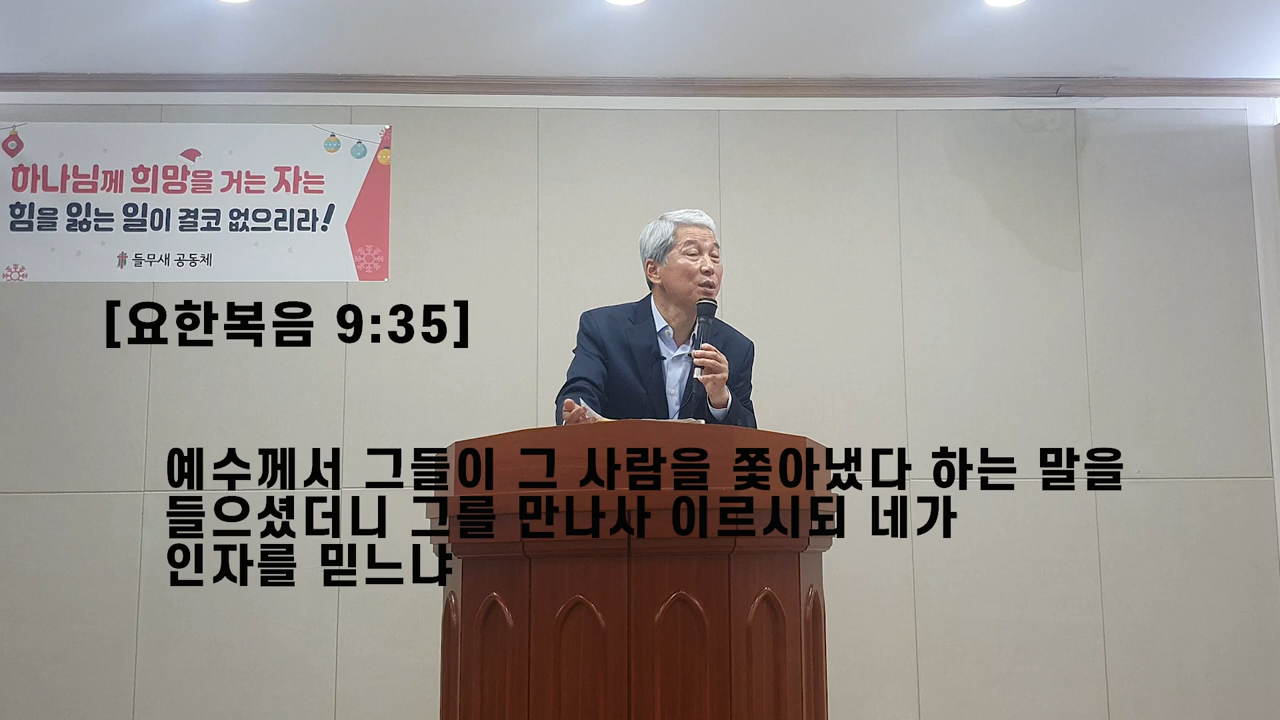 하나님께 희망을 거는 자는
힘을 잃는 일이 결코 없으리라!
들무새 공동체
[요한복음 9:35]
예수께서 그들이 그 사람을 쫓아냈다 하는 말을
들으셨더니 그를 만나사 이르시되 네가
인자를 믿느냐